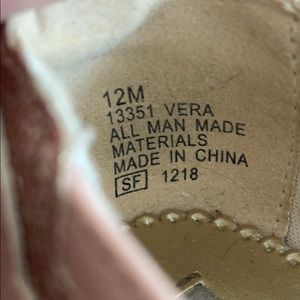 12M
13351 VERA
ALL MAN MADE
MATERIALS
MADE IN CHINA
SF 1218